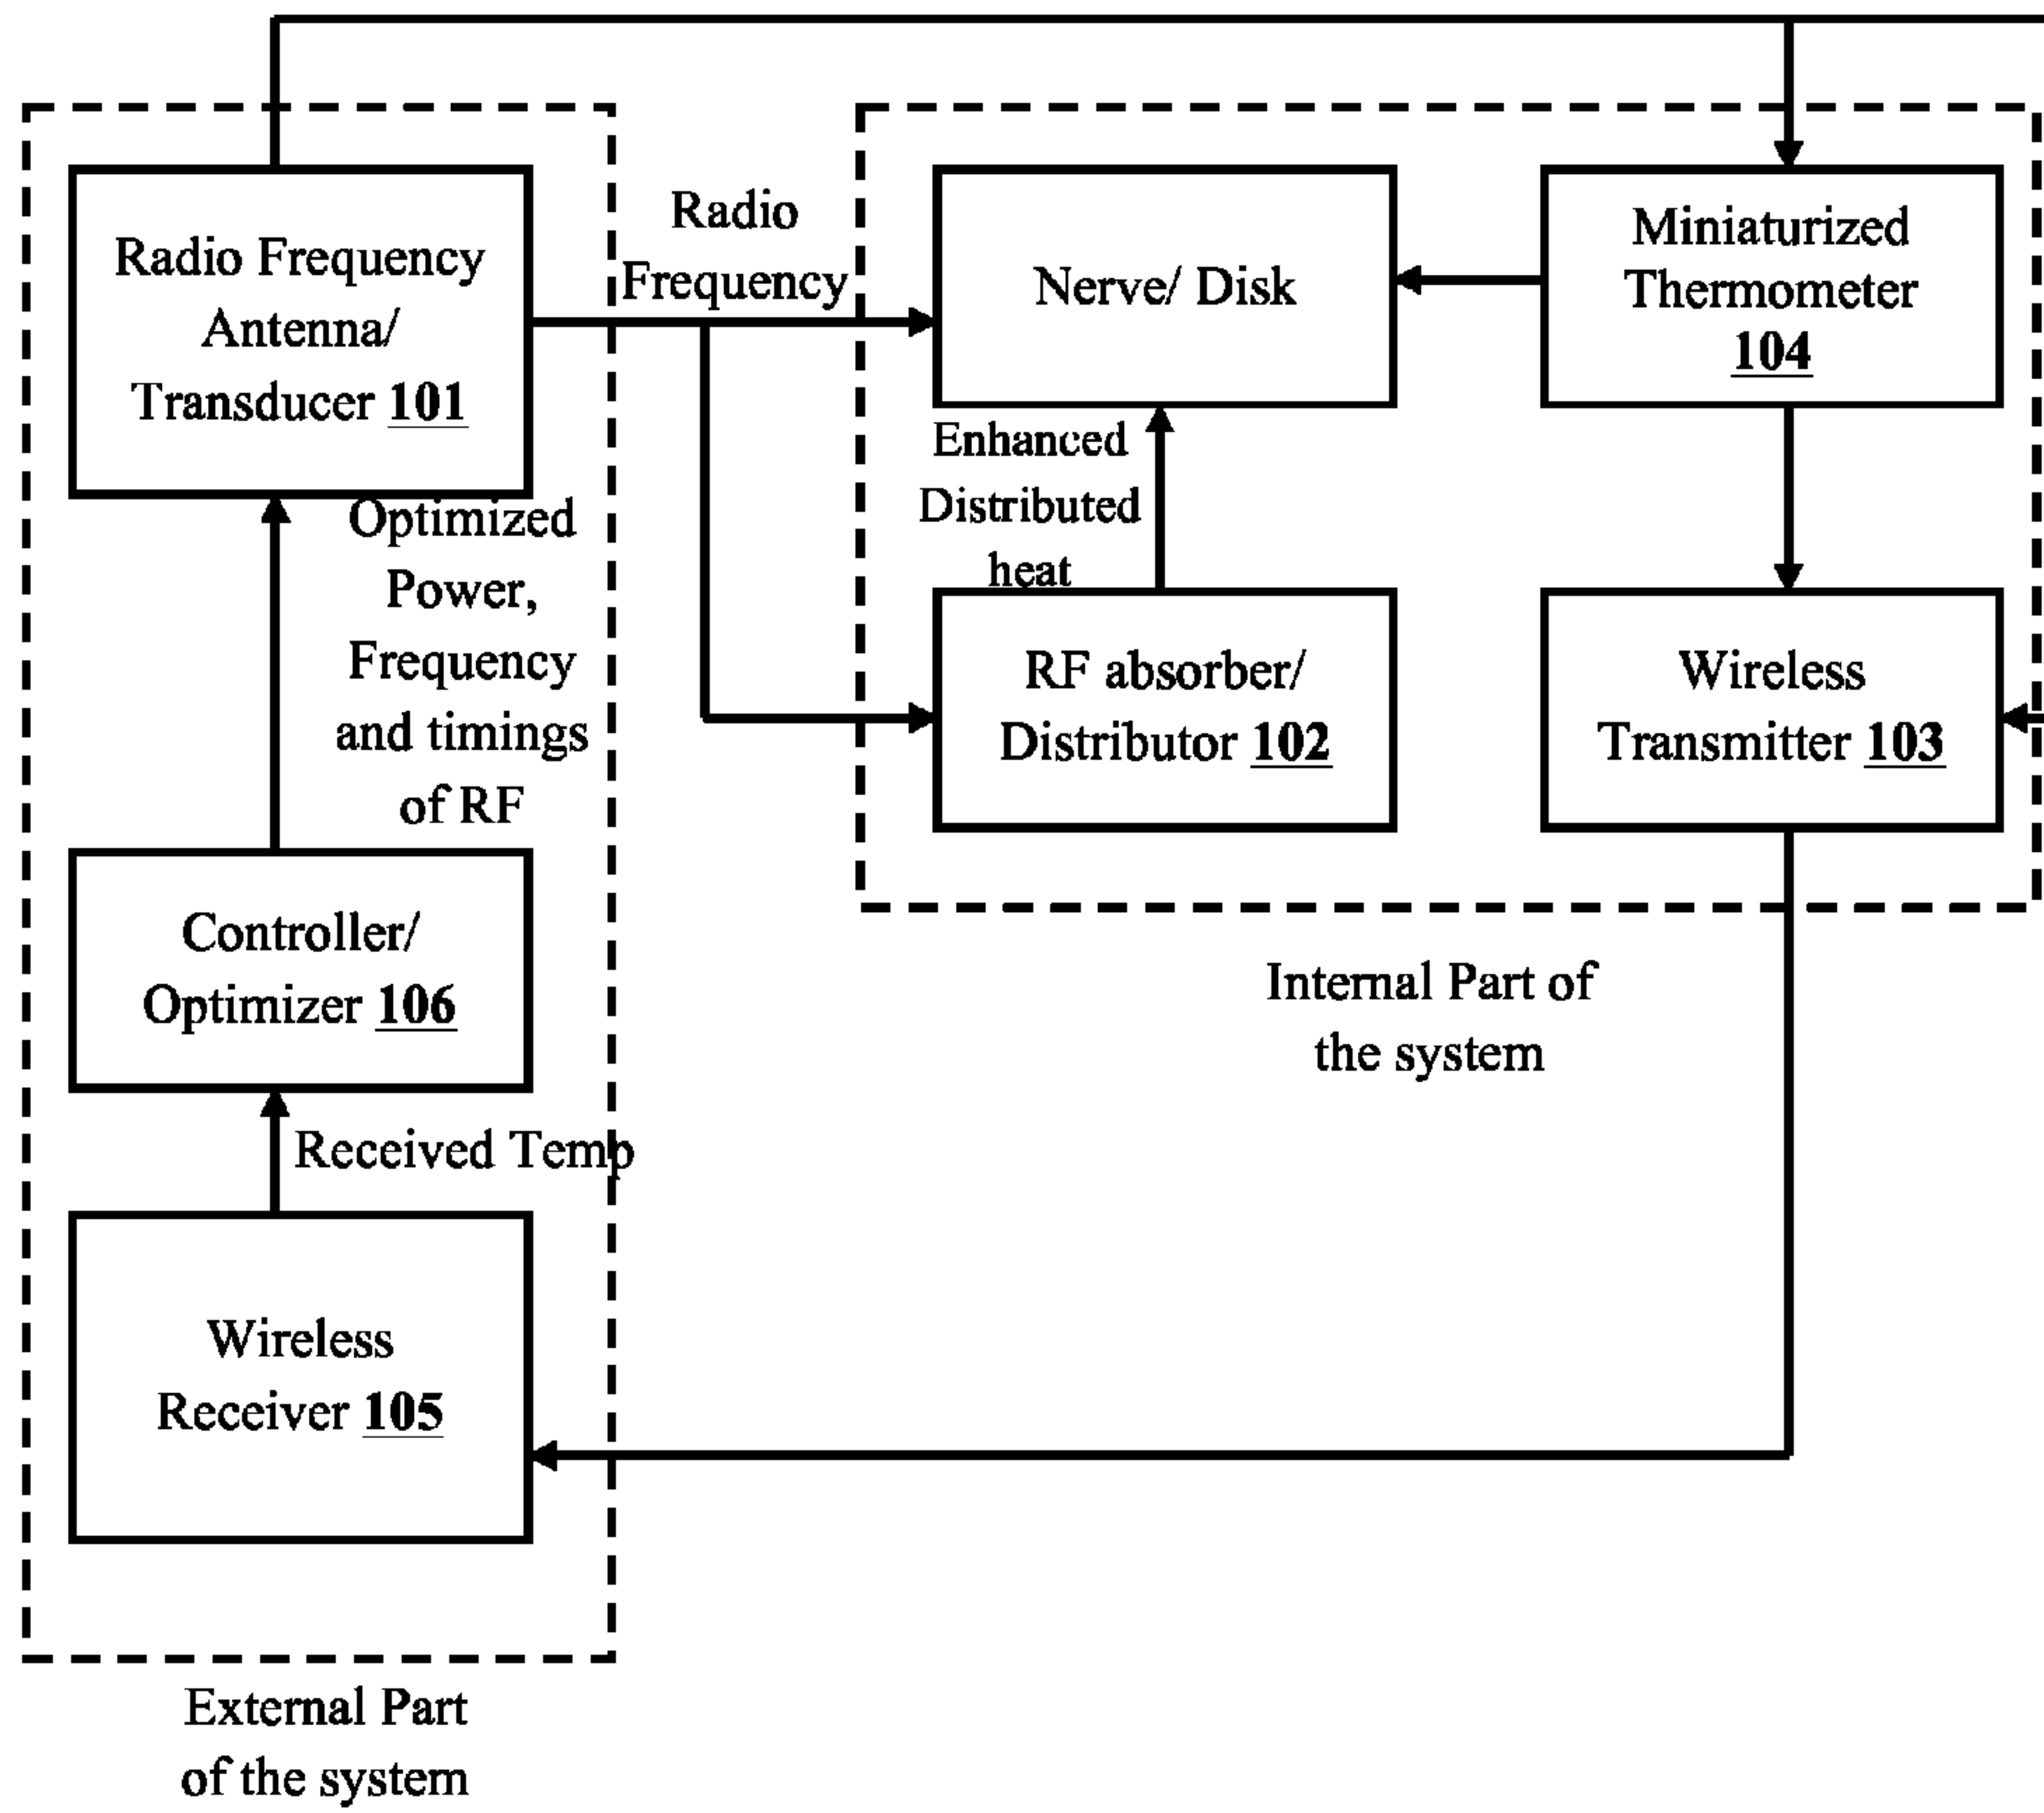 Radio Frequency
Antenna/
Transducer 101
Radio
Frequency
Nerve/ Disk
Miniaturized
Thermometer
104
Optimized
Power,
Frequency
and timings
of RF
Enhanced
Distributed
heat
RF absorber/
Distributor 102
Wireless
Transmitter 103
Controller/
Optimizer 106
Internal Part of
the system
Received Temp
Wireless
Receiver 105
External Part
of the system